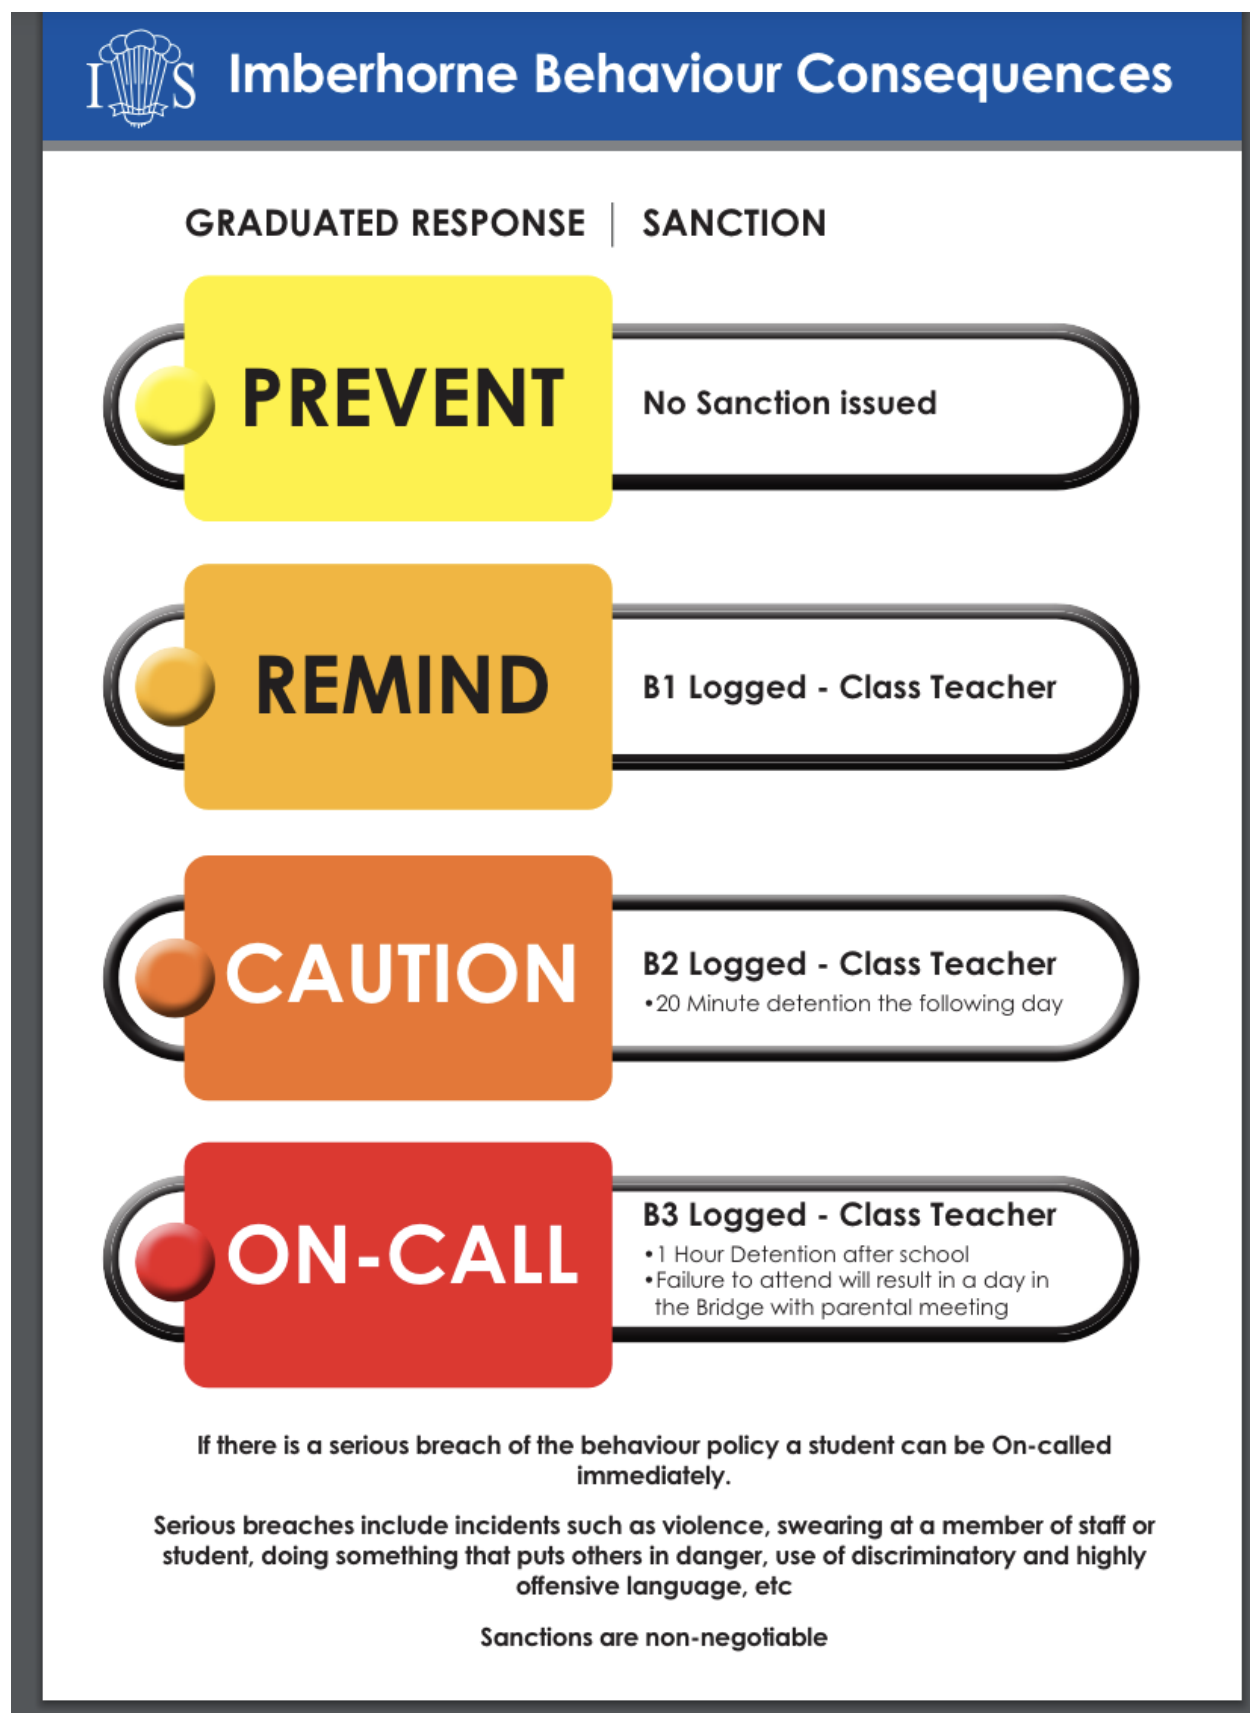 I S
Imberhorne Behaviour Consequences
GRADUATED RESPONSE
SANCTION
PREVENT
No Sanction issued
REMIND
B1 Logged - Class Teacher
CAUTION
B2 Logged - Class Teacher
•20 Minute detention the following day
ON-CALL
B3 Logged - Class Teacher
•1 Hour Detention after school
•Failure to attend will result in a day in
the Bridge with parental meeting
If there is a serious breach of the behaviour policy a student can be On-called
immediately.
Serious breaches include incidents such as violence, swearing at a member of staff or
student, doing something that puts others in danger, use of discriminatory and highly
offensive language, etc
Sanctions are non-negotiable